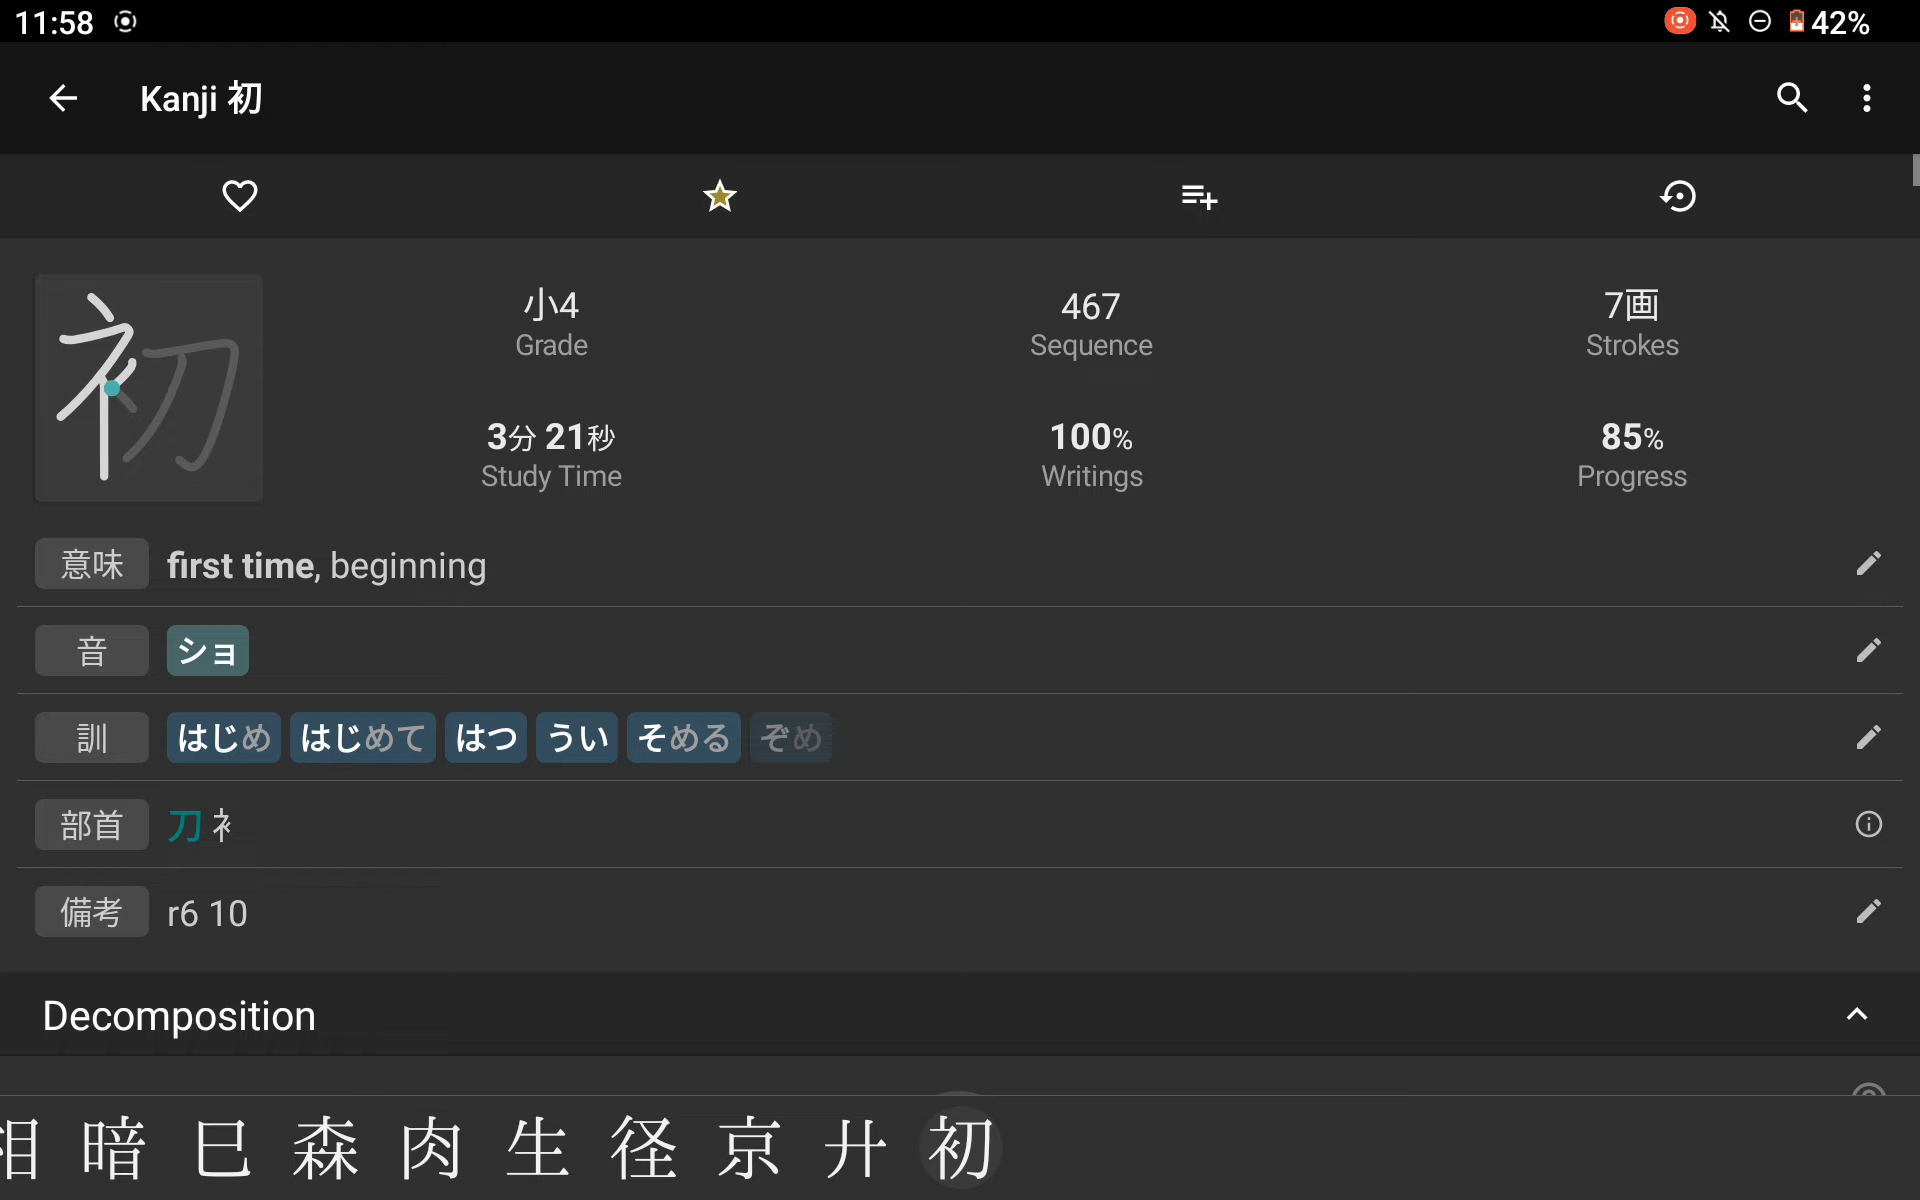 11:58 42%
Kanji 初
初 小4 467 7画
Grade Sequence Strokes
3分 21秒 100% 85%
Study Time Writings Progress
意味 first time, beginning
音 ショ
訓 はじめ はじめて はつ うい そめる ぞめ
部首 刀 衤
備考 r6 10
Decomposition
相 暗 巳 森 肉 生 径 京 廾 初